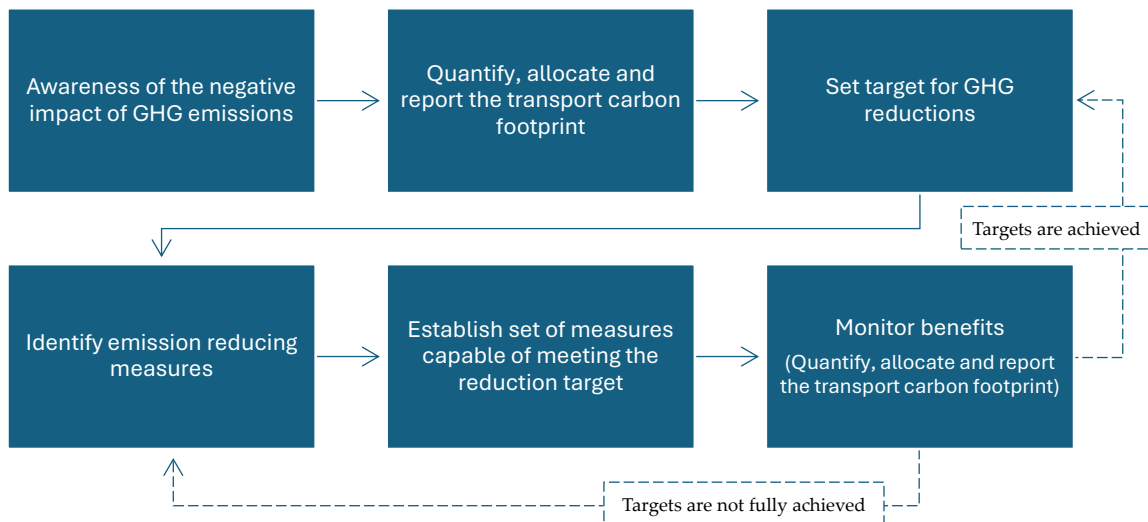 Awareness of the negative
impact of GHG emissions
Quantify, allocate and
report the transport carbon
footprint
Set target for GHG
reductions
Targets are achieved
Identify emission reducing
measures
Establish set of measures
capable of meeting the
reduction target
Monitor benefits
(Quantify, allocate and report
the transport carbon footprint)
Targets are not fully achieved